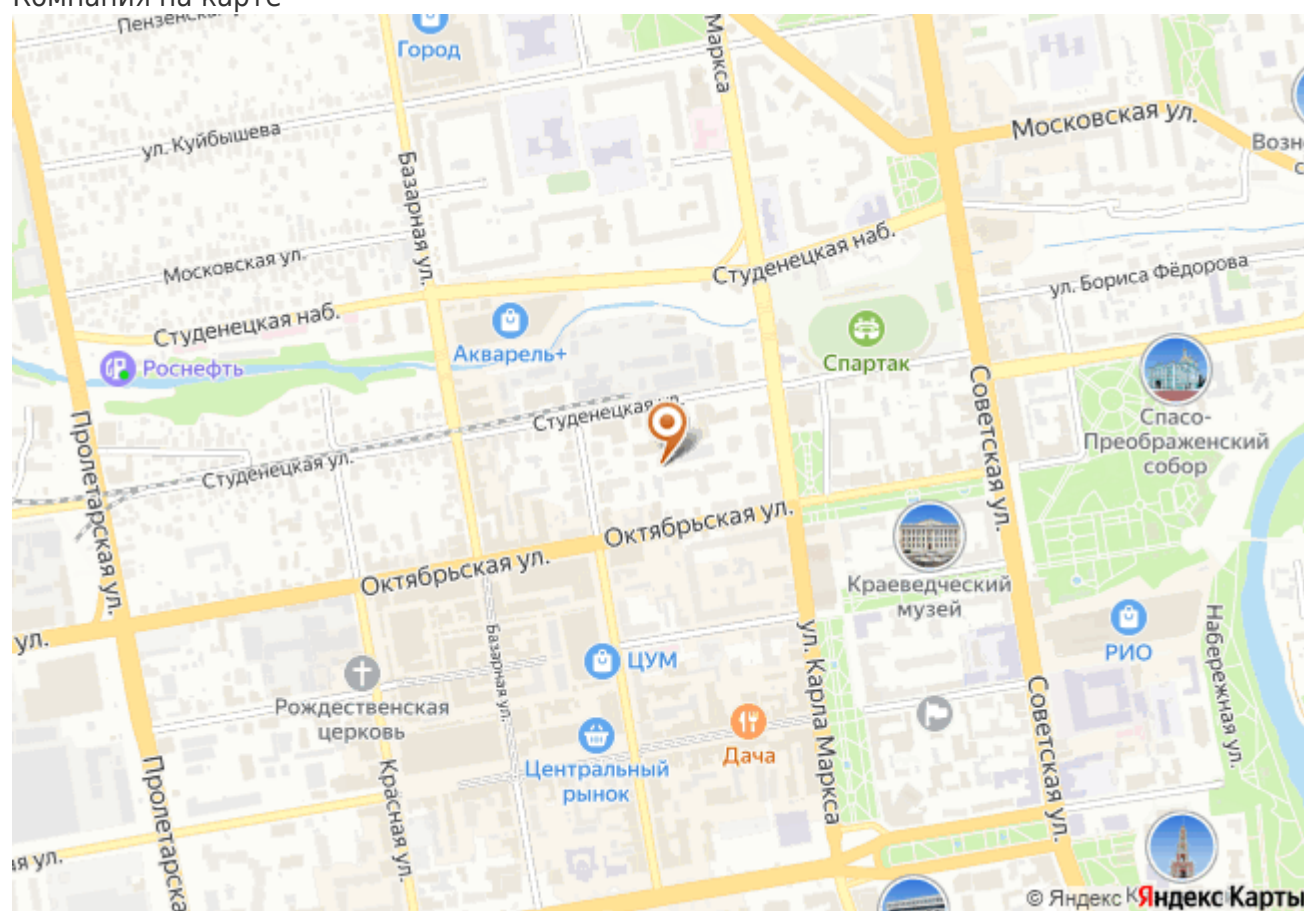 Компания на карте
Пензенская
Город
Маркса
ул. Куйбышева
Московская ул.
Базарная ул.
Московская ул.
Студенецкая наб.
ул. Бориса Фёдорова
Студенецкая наб.
Акварель+
Роснефть
Спартак
Советская ул.
Спасо-
Преображенский
собор
Студенецкая ул.
Студенецкая ул.
Пролетарская ул.
Октябрьская ул.
Октябрьская ул.
Краеведческий
музей
ул.
Базарная ул.
ЦУМ
ул. Карла Маркса
РИО
Набережная ул.
Рождественская
церковь
Дача
Центральный
рынок
Советская ул.
Красная ул.
Пролетарска
ая ул.
© Яндекс
Яндекс Карты